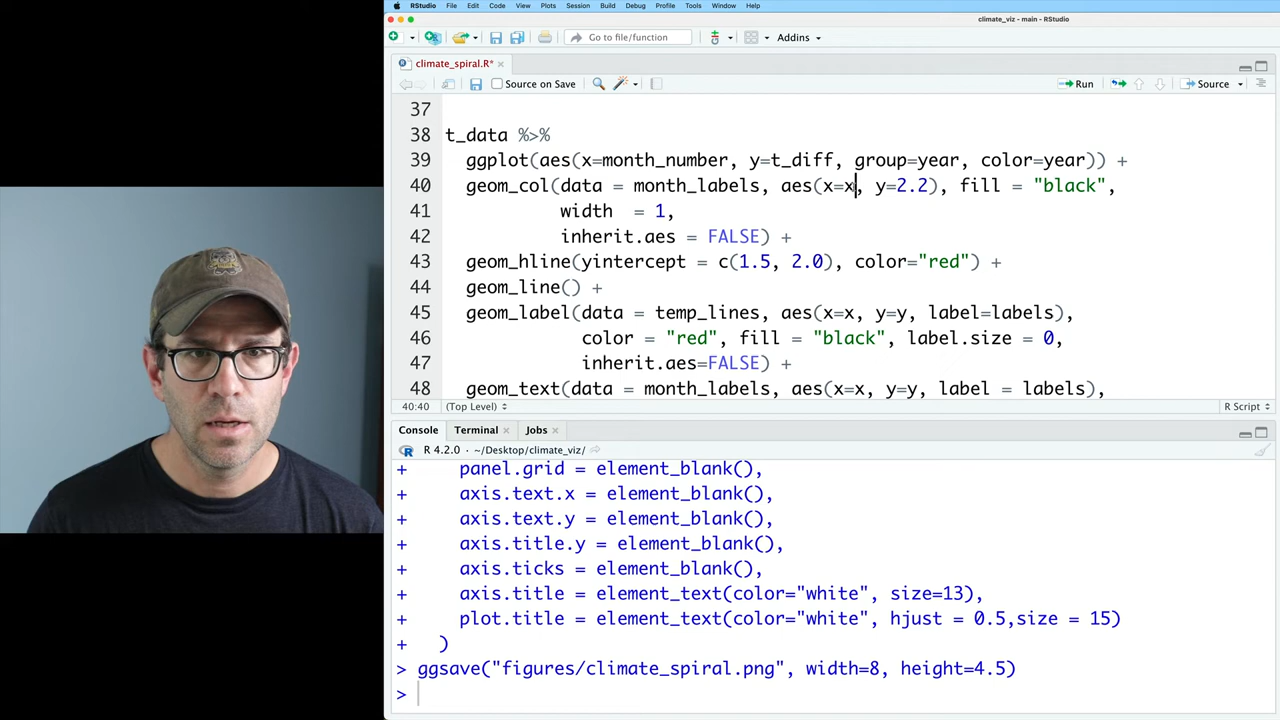 RStudio File Edit Code View Plots Session Build Debug Profile Tools Window Help
climate_viz - main - RStudio
Go to file/function Addins
climate_spiral.R*
Source on Save Run Source
37
38 t_data %>%
39 ggplot(aes(x=month_number, y=t_diff, group=year, color=year)) +
40 geom_col(data = month_labels, aes(x=x, y=2.2), fill = "black",
41 width  = 1,
42 inherit.aes = FALSE) +
43 geom_hline(yintercept = c(1.5, 2.0), color="red") +
44 geom_line() +
45 geom_label(data = temp_lines, aes(x=x, y=y, label=labels),
46 color = "red", fill = "black", label.size = 0,
47 inherit.aes=FALSE) +
48 geom_text(data = month_labels, aes(x=x, y=y, label = labels),
40:40 (Top Level) R Script
Console Terminal Jobs
R 4.2.0 · ~/Desktop/climate_viz/
+ panel.grid = element_blank(),
+ axis.text.x = element_blank(),
+ axis.text.y = element_blank(),
+ axis.title.y = element_blank(),
+ axis.ticks = element_blank(),
+ axis.title = element_text(color="white", size=13),
+ plot.title = element_text(color="white", hjust = 0.5,size = 15)
+ )
> ggsave("figures/climate_spiral.png", width=8, height=4.5)
>